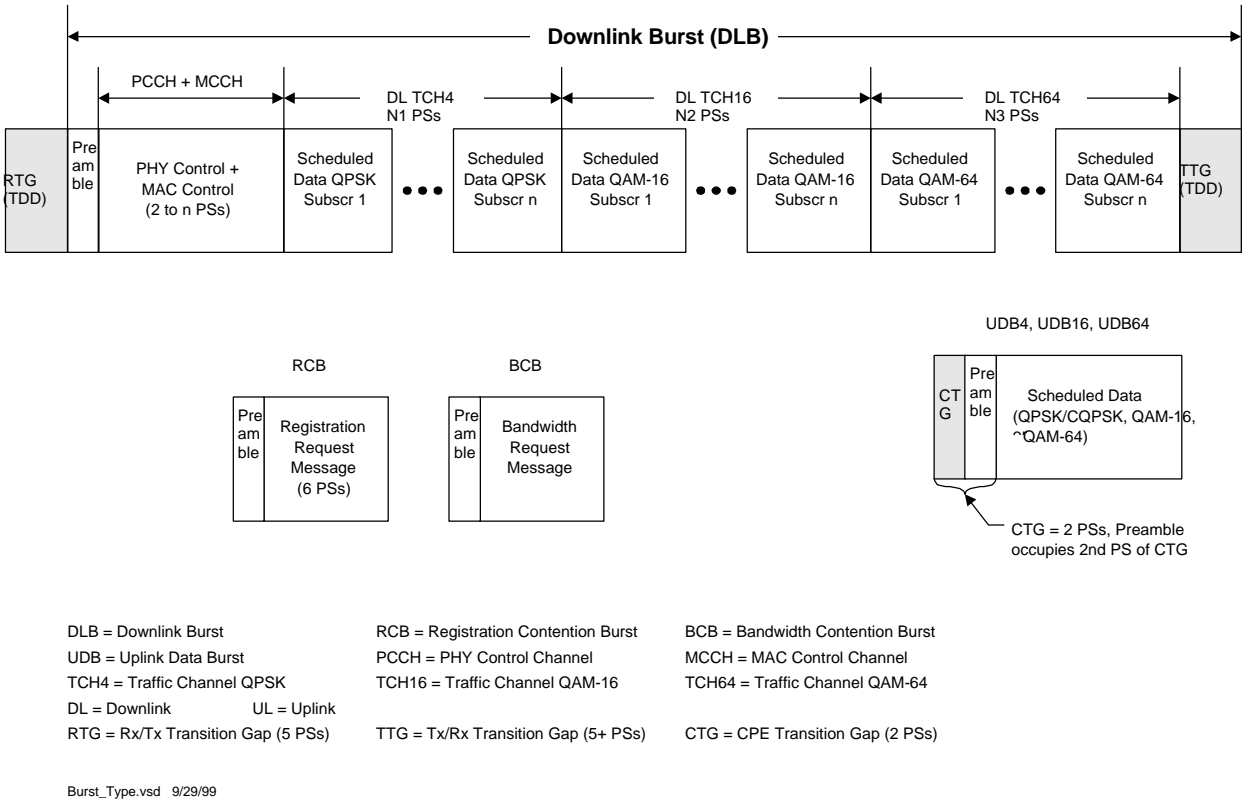 Downlink Burst (DLB)
PCCH + MCCH
DL TCH4
N1 PSs
DL TCH16
N2 PSs
DL TCH64
N3 PSs
RTG
(TDD)
Pre
am
ble
PHY Control +
MAC Control
(2 to n PSs)
Scheduled
Data QPSK
Subscr 1
Scheduled
Data QPSK
Subscr n
Scheduled
Data QAM-16
Subscr 1
Scheduled
Data QAM-16
Subscr n
Scheduled
Data QAM-64
Subscr 1
Scheduled
Data QAM-64
Subscr n
TTG
(TDD)
UDB4, UDB16, UDB64
RCB
BCB
Pre
am
ble
Registration
Request
Message
(6 PSs)
Pre
am
ble
Bandwidth
Request
Message
CT
G
Pre
am
ble
Scheduled Data
(QPSK/CQPSK, QAM-16,
QAM-64)
CTG = 2 PSs, Preamble
occupies 2nd PS of CTG
DLB = Downlink Burst
RCB = Registration Contention Burst
BCB = Bandwidth Contention Burst
UDB = Uplink Data Burst
PCCH = PHY Control Channel
MCCH = MAC Control Channel
TCH4 = Traffic Channel QPSK
TCH16 = Traffic Channel QAM-16
TCH64 = Traffic Channel QAM-64
DL = Downlink
UL = Uplink
RTG = Rx/Tx Transition Gap (5 PSs)
TTG = Tx/Rx Transition Gap (5+ PSs)
CTG = CPE Transition Gap (2 PSs)
Burst_Type.vsd 9/29/99